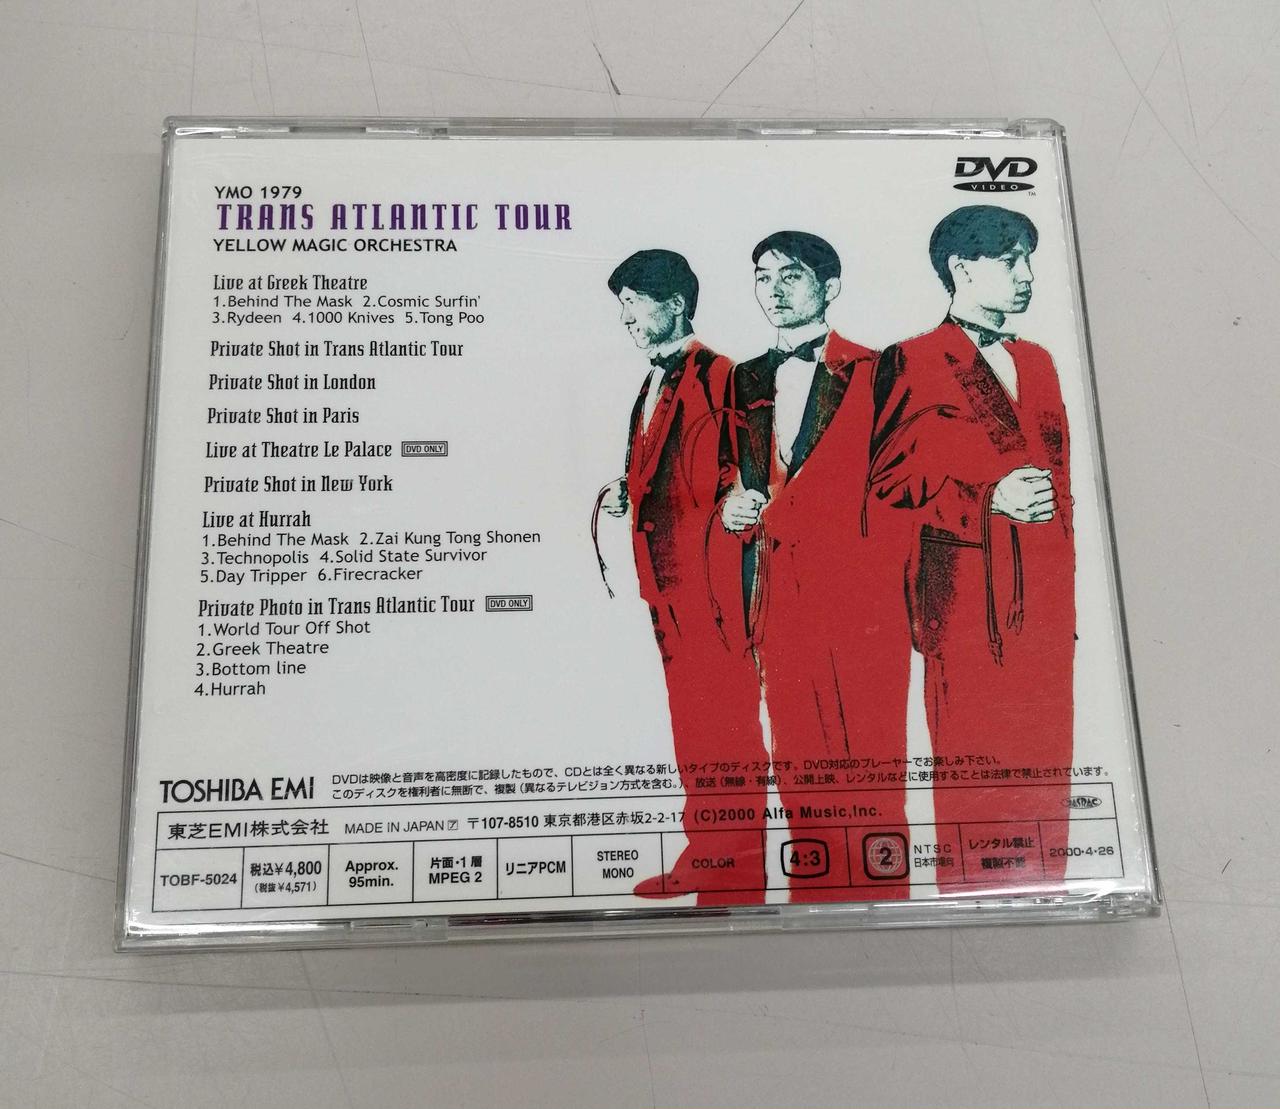 DVD
VIDEO
TM
YMO 1979
TRANS ATLANTIC TOUR
YELLOW MAGIC ORCHESTRA
Live at Greek Theatre
1.Behind The Mask 2.Cosmic Surfin'
3.Rydeen 4.1000 Knives 5.Tong Poo
Private Shot in Trans Atlantic Tour
Private Shot in London
Private Shot in Paris
Live at Theatre Le Palace DVD ONLY
Private Shot in New York
Live at Hurrah
1.Behind The Mask 2.Zai Kung Tong Shonen
3.Technopolis 4.Solid State Survivor
5.Day Tripper 6.Firecracker
Private Photo in Trans Atlantic Tour DVD ONLY
1.World Tour Off Shot
2.Greek Theatre
3.Bottom line
4.Hurrah
TOSHIBA EMI
DVDは映像と音声を高密度に記録したもので、CDとは全く異なる新しいタイプのディスクです。DVD対応のプレーヤーでお楽しみ下さい。
このディスクを権利者に無断で、複製(異なるテレビジョン方式を含む。)、放送(無線・有線)、公開上映、レンタルなどに使用することは法律で禁止されています。
東芝EMI株式会社 MADE IN JAPAN ア 〒107-8510 東京都港区赤坂2-2-17 (C)2000 Alfa Music,Inc. JASRAC
TOBF-5024
税込¥4,800
(税抜¥4,571)
Approx.
95min.
片面・1層
MPEG 2
リニアPCM
STEREO
MONO
COLOR
4:3
2
NTSC
日本市場向
レンタル禁止
複製不能
2000・4・26